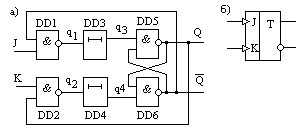 а) DD1 DD3 DD5 б)
& q1 q3 & Q
J
J T
K
K q2 q4 Q̅
& &
DD2 DD4 DD6